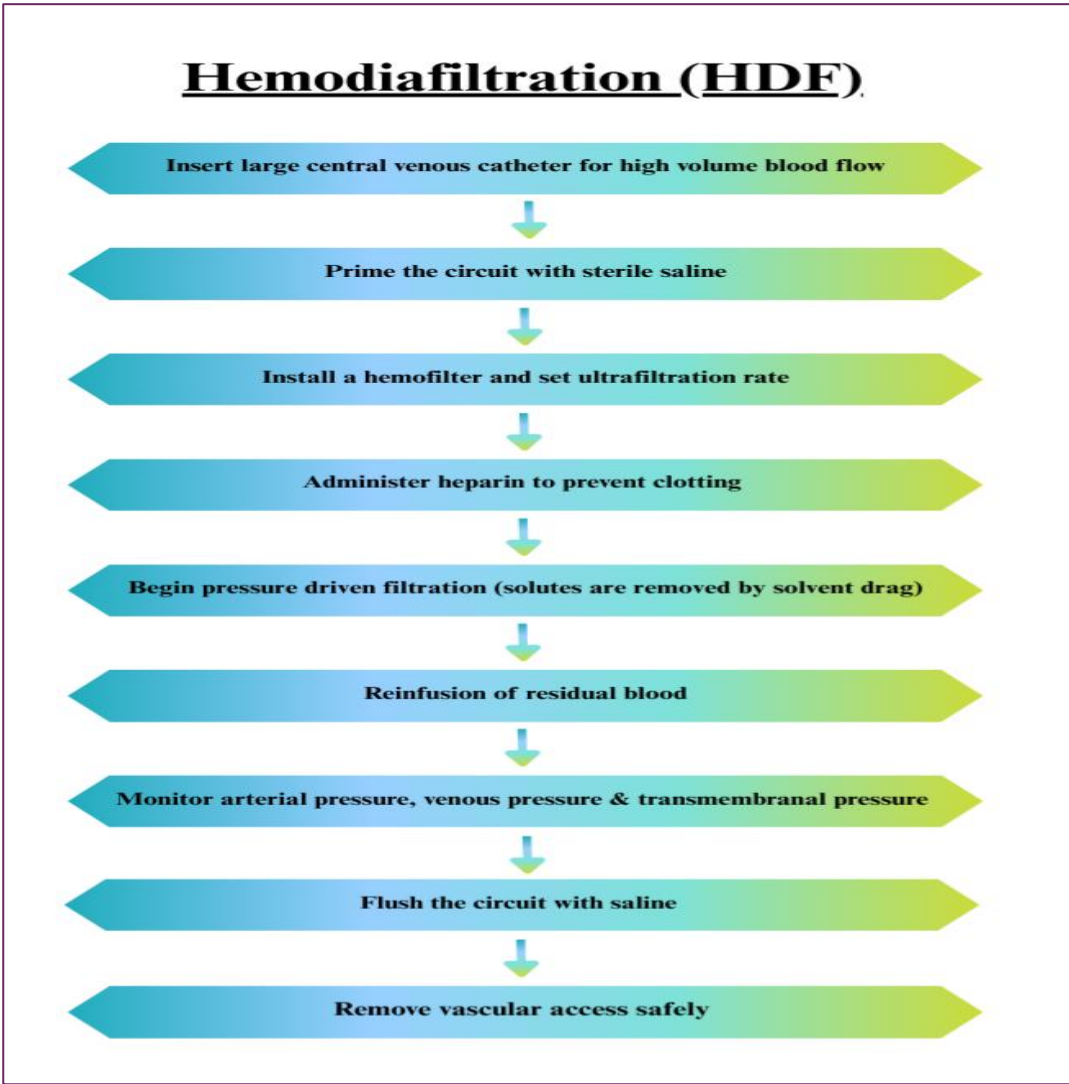 Hemodiafiltration (HDF)
Insert large central venous catheter for high volume blood flow
Prime the circuit with sterile saline
Install a hemofilter and set ultrafiltration rate
Administer heparin to prevent clotting
Begin pressure driven filtration (solutes are removed by solvent drag)
Reinfusion of residual blood
Monitor arterial pressure, venous pressure & transmembranal pressure
Flush the circuit with saline
Remove vascular access safely